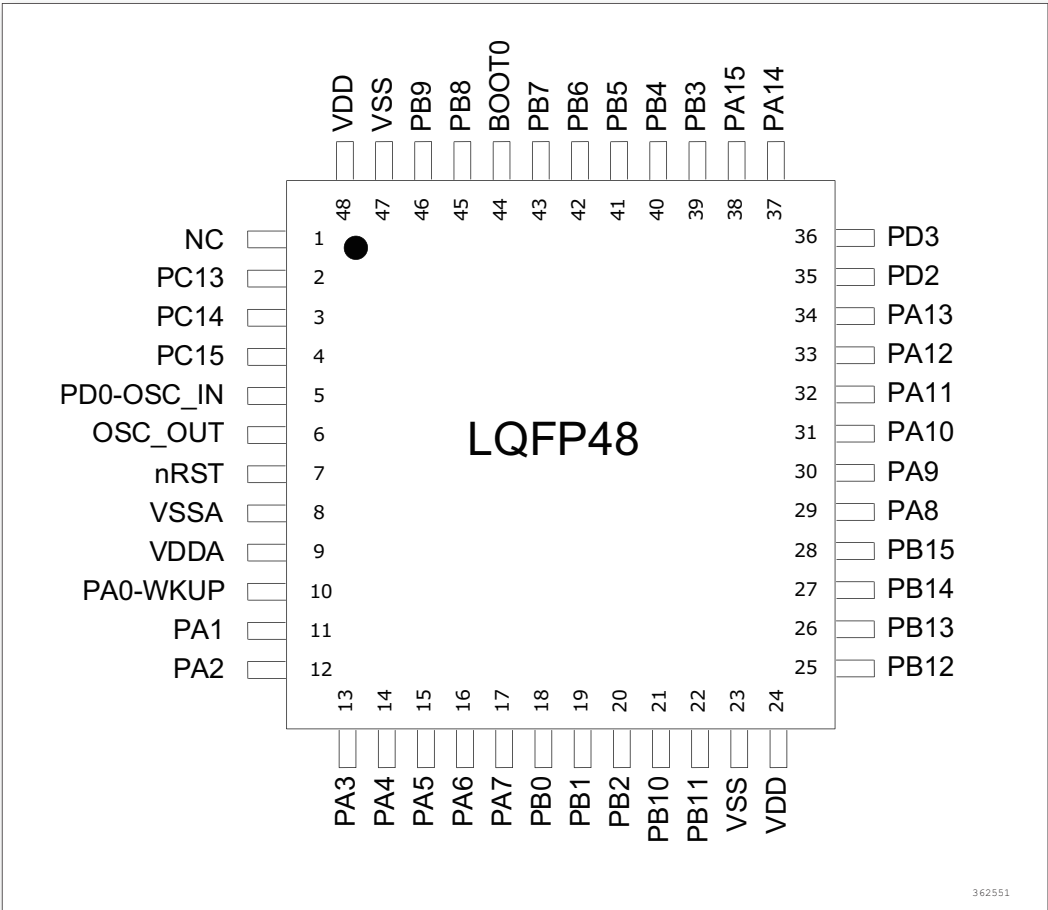 VDD
VSS
PB9
PB8
BOOT0
PB7
PB6
PB5
PB4
PB3
PA15
PA14
48
47
46
45
44
43
42
41
40
39
38
37
NC 1
PC13 2
PC14 3
PC15 4
PD0-OSC_IN 5
OSC_OUT 6
nRST 7
VSSA 8
VDDA 9
PA0-WKUP 10
PA1 11
PA2 12
LQFP48
36 PD3
35 PD2
34 PA13
33 PA12
32 PA11
31 PA10
30 PA9
29 PA8
28 PB15
27 PB14
26 PB13
25 PB12
13
14
15
16
17
18
19
20
21
22
23
24
PA3
PA4
PA5
PA6
PA7
PB0
PB1
PB2
PB10
PB11
VSS
VDD
362551